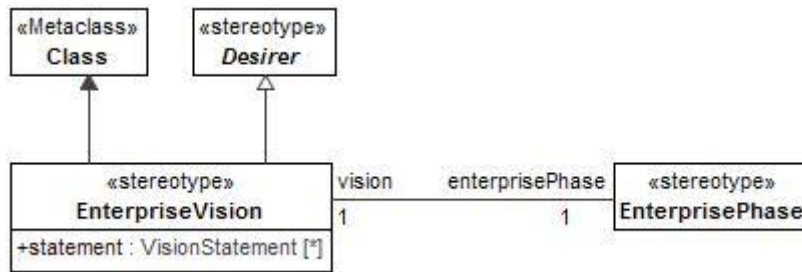 «Metaclass»
Class
«stereotype»
Desirer
«stereotype»
EnterpriseVision
+statement : VisionStatement [*]
vision
enterprisePhase
1
1
«stereotype»
EnterprisePhase